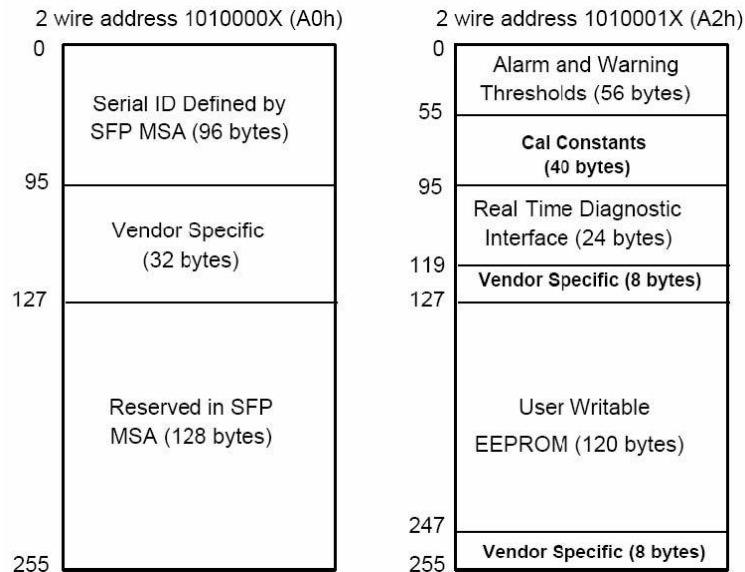 2 wire address 1010000X (A0h)
0
Serial ID Defined by
SFP MSA (96 bytes)
95
Vendor Specific
(32 bytes)
127
Reserved in SFP
MSA (128 bytes)
255
2 wire address 1010001X (A2h)
0
Alarm and Warning
Thresholds (56 bytes)
55
Cal Constants
(40 bytes)
95
Real Time Diagnostic
Interface (24 bytes)
119
Vendor Specific (8 bytes)
127
User Writable
EEPROM (120 bytes)
247
Vendor Specific (8 bytes)
255